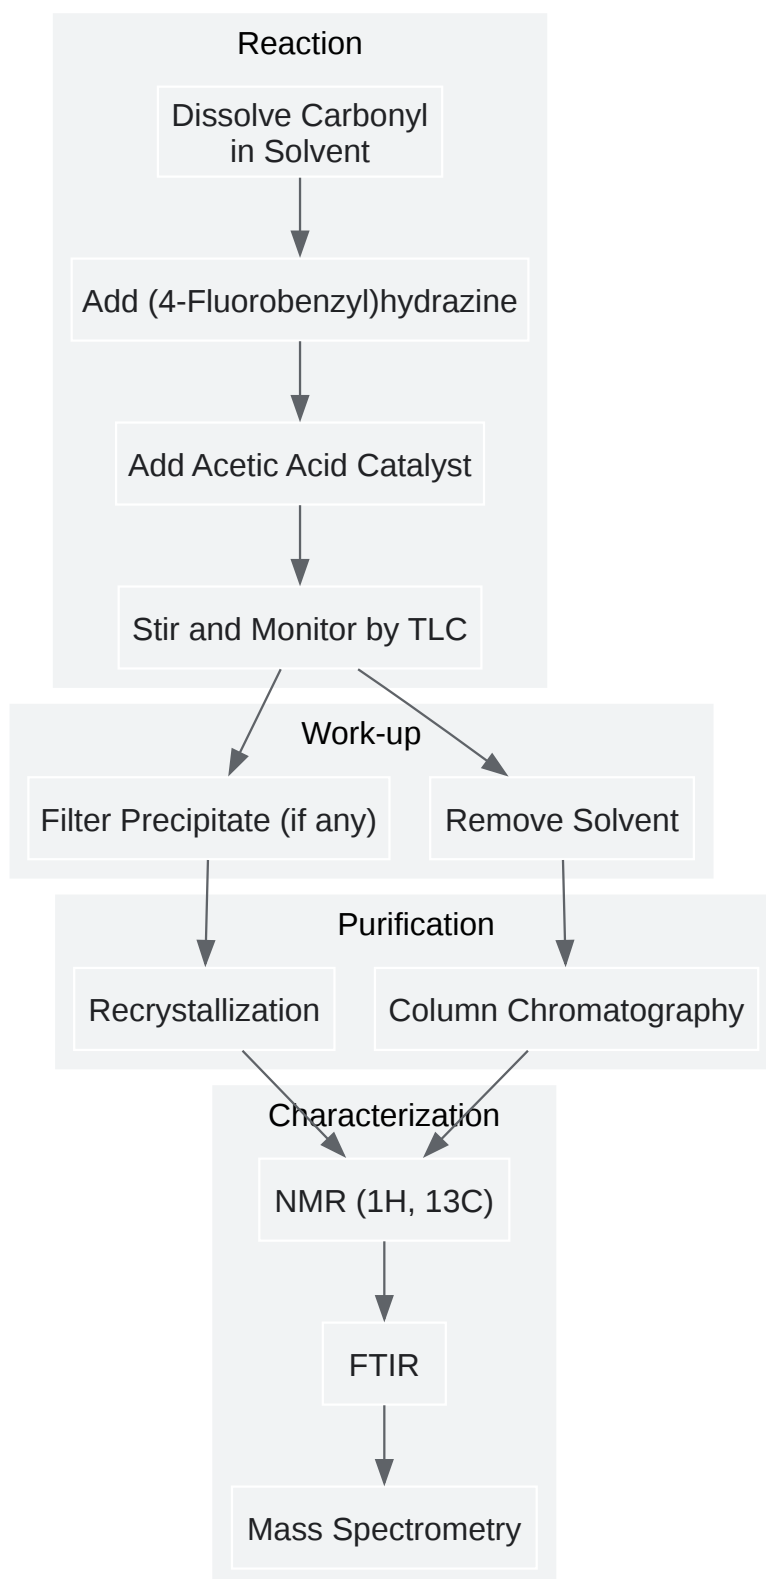 Reaction
Dissolve Carbonyl
in Solvent
Add (4-Fluorobenzyl)hydrazine
Add Acetic Acid Catalyst
Stir and Monitor by TLC
Work-up
Filter Precipitate (if any)
Remove Solvent
Purification
Recrystallization
Column Chromatography
Characterization
NMR (1H, 13C)
FTIR
Mass Spectrometry